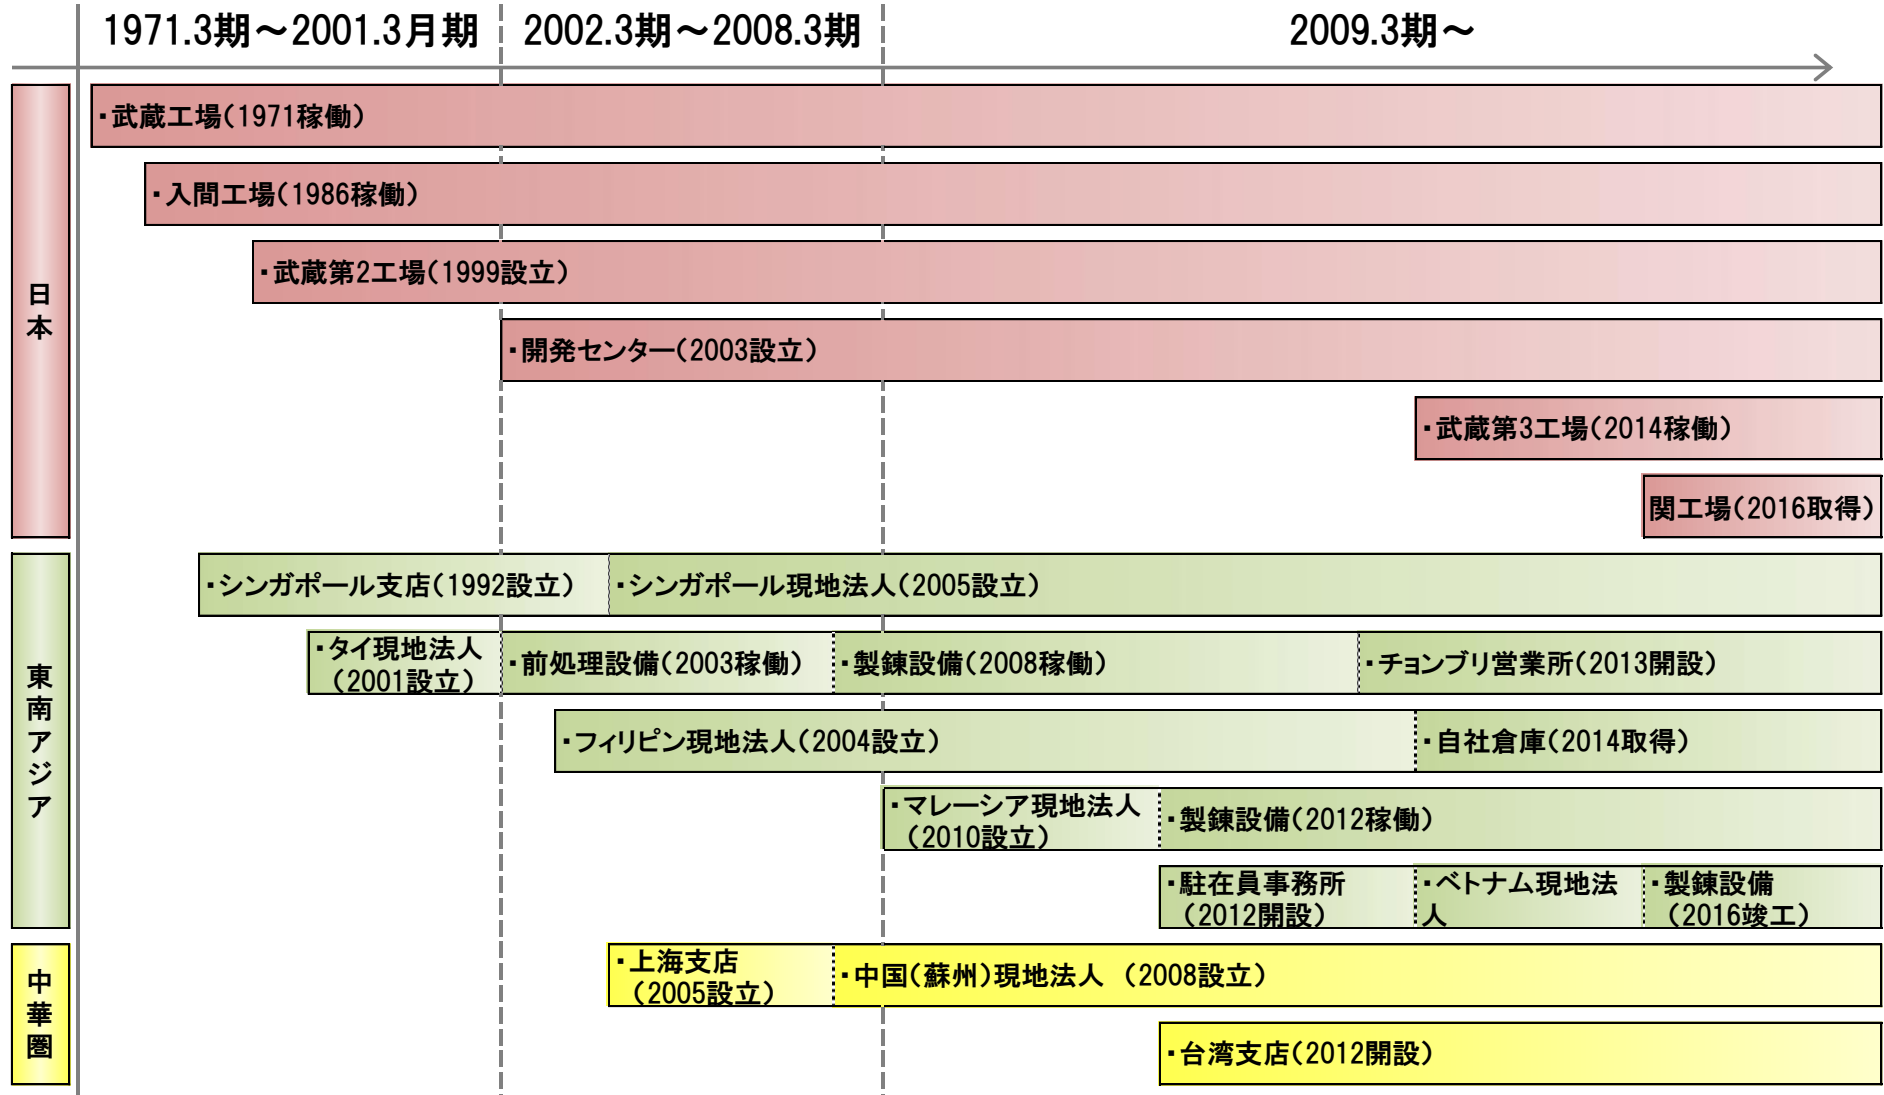 1971.3期～2001.3月期
2002.3期～2008.3期
2009.3期～
日本
・武蔵工場（1971稼働）
・入間工場（1986稼働）
・武蔵第2工場（1999設立）
・開発センター（2003設立）
・武蔵第3工場（2014稼働）
関工場（2016取得）
東南アジア
・シンガポール支店（1992設立）
・シンガポール現地法人（2005設立）
・タイ現地法人
（2001設立）
・前処理設備（2003稼働）
・製錬設備（2008稼働）
・チョンブリ営業所（2013開設）
・フィリピン現地法人（2004設立）
・自社倉庫（2014取得）
・マレーシア現地法人
（2010設立）
・製錬設備（2012稼働）
・駐在員事務所
（2012開設）
・ベトナム現地法
人
・製錬設備
（2016竣工）
中華圏
・上海支店
（2005設立）
・中国（蘇州）現地法人 （2008設立）
・台湾支店（2012開設）